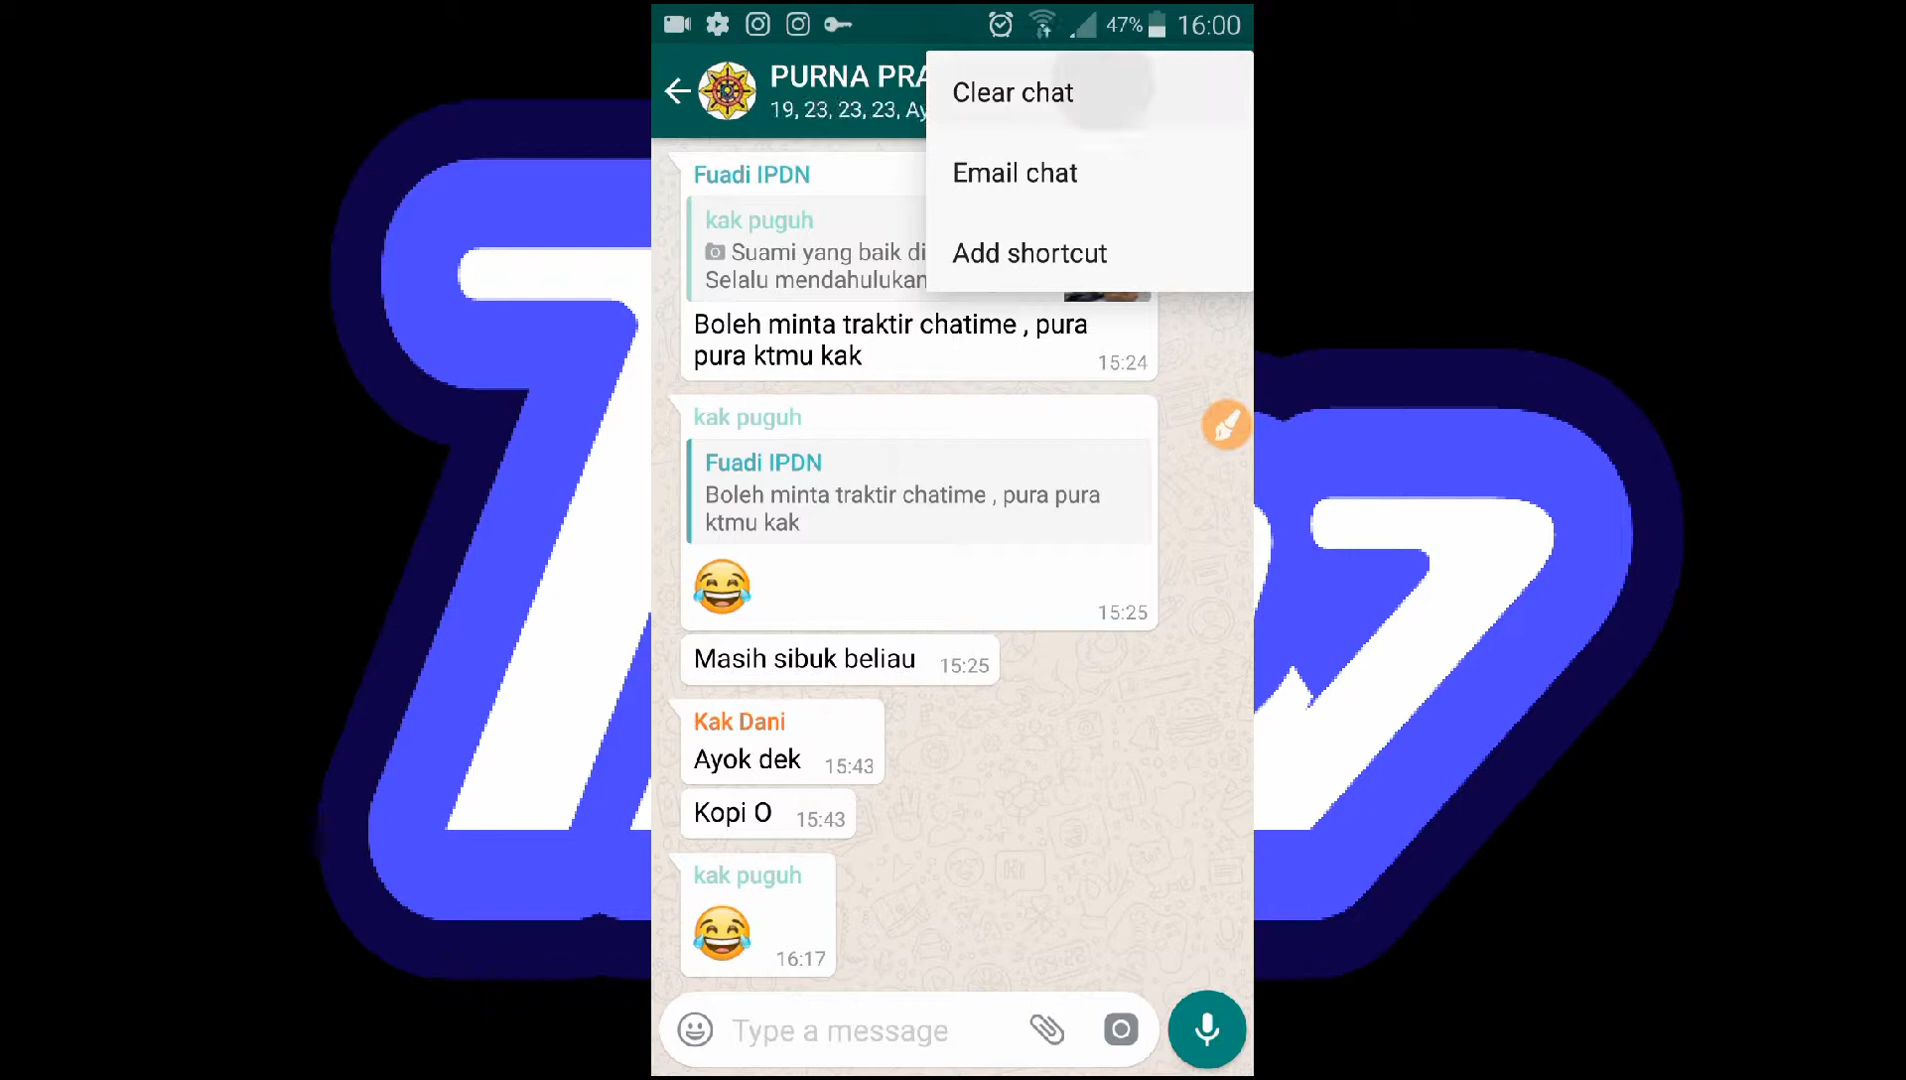 47% 16:00
PURNA PRA
19, 23, 23, 23, Ay
Clear chat
Email chat
Add shortcut
Fuadi IPDN
kak puguh
Suami yang baik di
Selalu mendahulukan
Boleh minta traktir chatime , pura
pura ktmu kak
15:24
kak puguh
Fuadi IPDN
Boleh minta traktir chatime , pura pura
ktmu kak
15:25
Masih sibuk beliau 15:25
Kak Dani
Ayok dek 15:43
Kopi O 15:43
kak puguh
16:17
Type a message